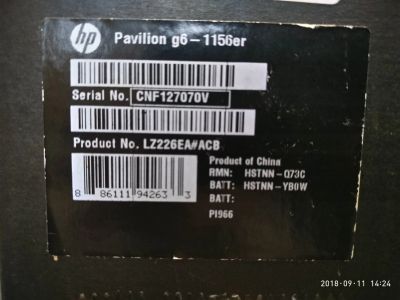 hp Pavilion g6-1156er
Serial No. CNF127070V
Product No. LZ226EA#ACB
8 86111 94263 3
Product of China
RMN: HSTNN-Q73C
BATT: HSTNN-YB0W
BATT:
PI966
2018-09-11 14:24